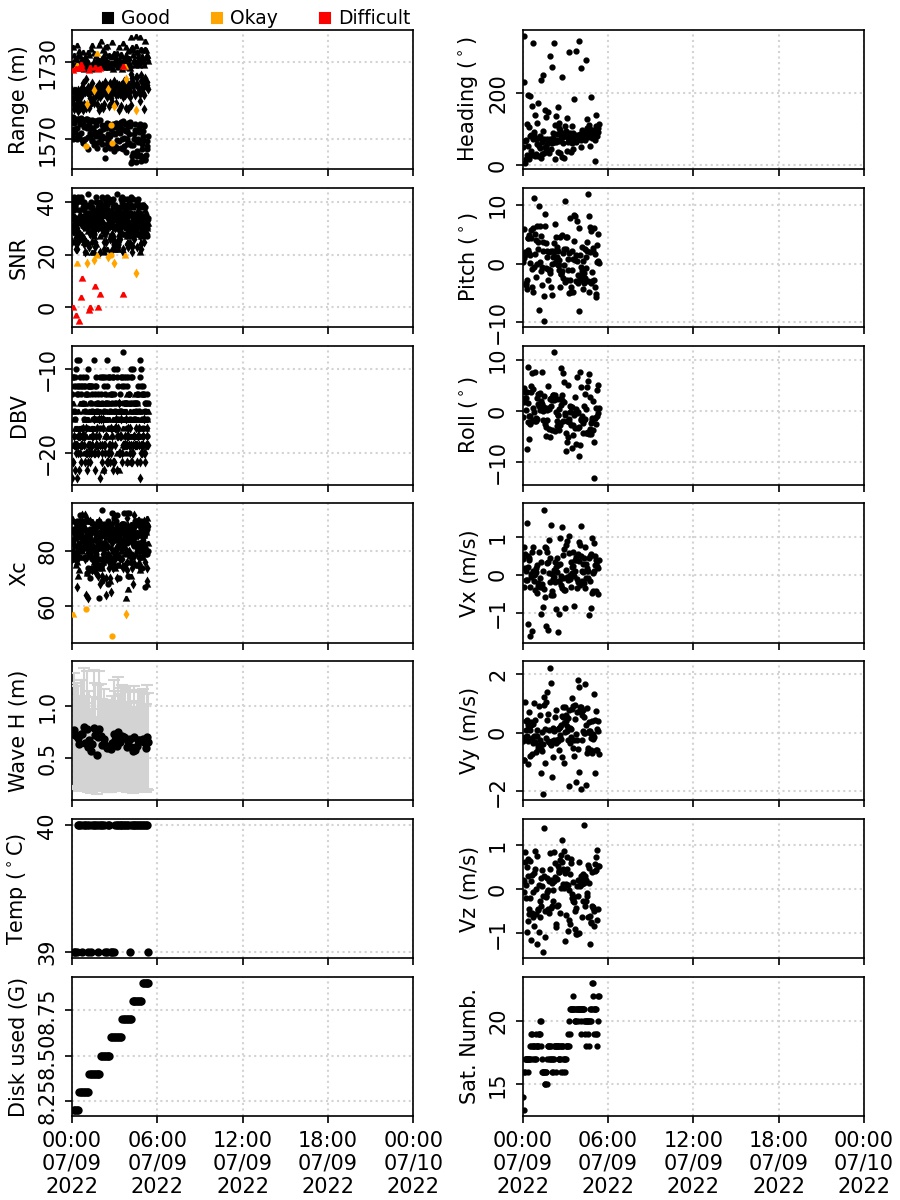 Good Okay Difficult
Range (m)
1730
1570
Heading (°)
200
0
SNR
40
20
0
Pitch (°)
10
0
−10
DBV
−10
−20
Roll (°)
10
0
−10
Xc
80
60
Vx (m/s)
1
0
−1
Wave H (m)
1.0
0.5
Vy (m/s)
2
0
−2
Temp (°C)
40
39
Vz (m/s)
1
0
−1
Disk used (G)
8.75
8.50
8.25
Sat. Numb.
20
15
00:00 06:00 12:00 18:00 00:00
07/09 07/09 07/09 07/09 07/10
2022 2022 2022 2022 2022
00:00 06:00 12:00 18:00 00:00
07/09 07/09 07/09 07/09 07/10
2022 2022 2022 2022 2022